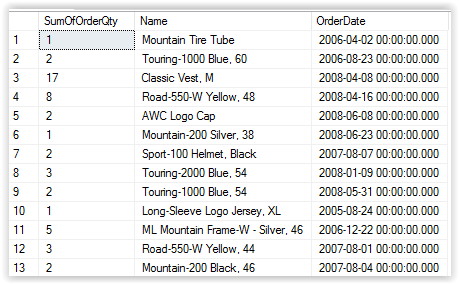 SumOfOrderQty Name OrderDate
1 1 Mountain Tire Tube 2006-04-02 00:00:00.000
2 2 Touring-1000 Blue, 60 2006-08-23 00:00:00.000
3 17 Classic Vest, M 2008-04-08 00:00:00.000
4 8 Road-550-W Yellow, 48 2008-04-16 00:00:00.000
5 2 AWC Logo Cap 2008-06-08 00:00:00.000
6 1 Mountain-200 Silver, 38 2008-06-23 00:00:00.000
7 2 Sport-100 Helmet, Black 2007-08-07 00:00:00.000
8 3 Touring-2000 Blue, 54 2008-01-09 00:00:00.000
9 2 Touring-1000 Blue, 54 2008-05-31 00:00:00.000
10 1 Long-Sleeve Logo Jersey, XL 2005-08-24 00:00:00.000
11 5 ML Mountain Frame-W - Silver, 46 2006-12-22 00:00:00.000
12 3 Road-550-W Yellow, 44 2007-08-01 00:00:00.000
13 2 Mountain-200 Black, 46 2007-08-04 00:00:00.000